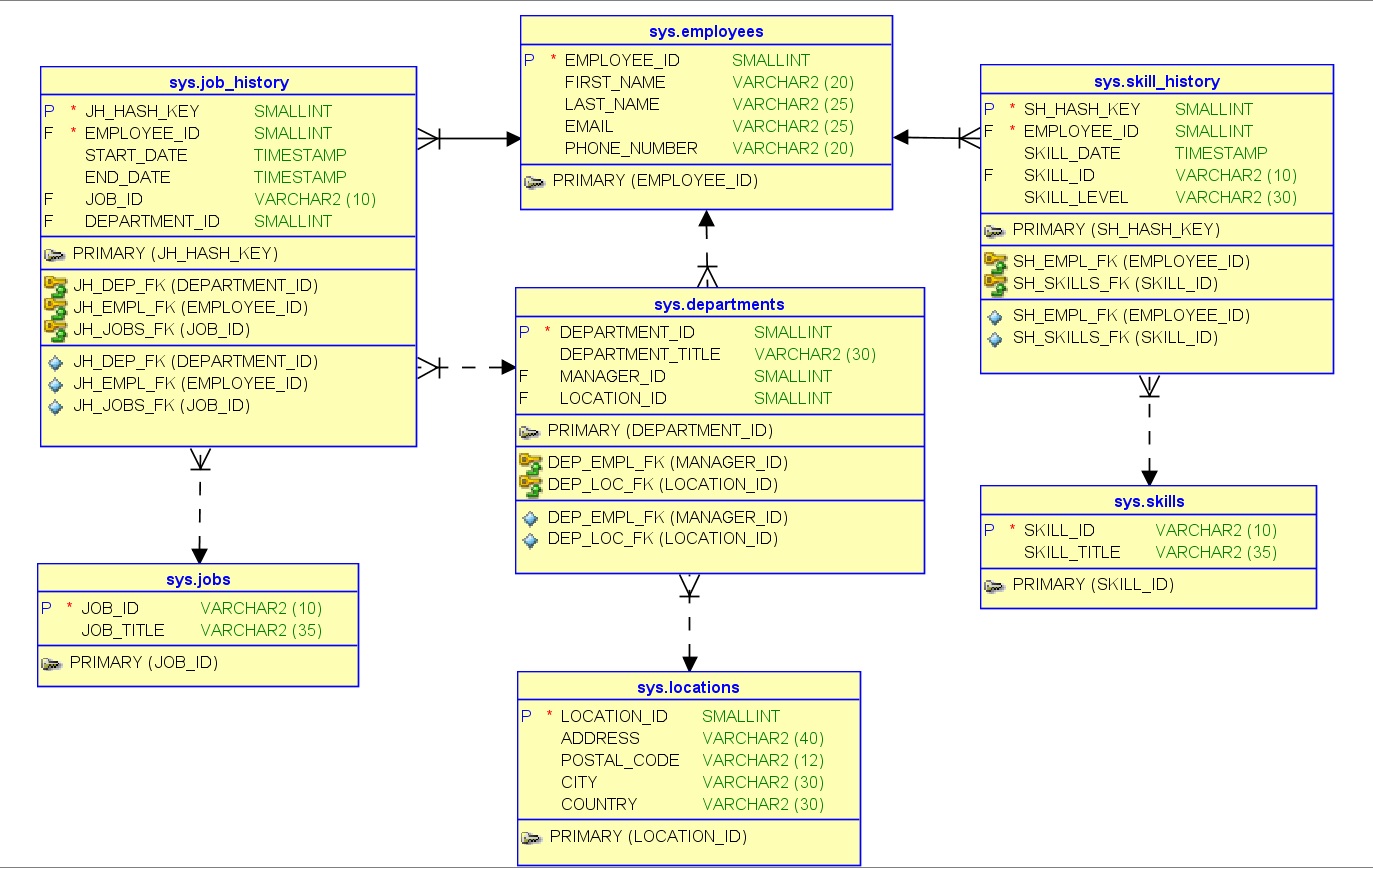 sys.employees
P * EMPLOYEE_ID SMALLINT
FIRST_NAME VARCHAR2 (20)
LAST_NAME VARCHAR2 (25)
EMAIL VARCHAR2 (25)
PHONE_NUMBER VARCHAR2 (20)
PRIMARY (EMPLOYEE_ID)
sys.job_history
P * JH_HASH_KEY SMALLINT
F * EMPLOYEE_ID SMALLINT
START_DATE TIMESTAMP
END_DATE TIMESTAMP
F JOB_ID VARCHAR2 (10)
F DEPARTMENT_ID SMALLINT
PRIMARY (JH_HASH_KEY)
JH_DEP_FK (DEPARTMENT_ID)
JH_EMPL_FK (EMPLOYEE_ID)
JH_JOBS_FK (JOB_ID)
JH_DEP_FK (DEPARTMENT_ID)
JH_EMPL_FK (EMPLOYEE_ID)
JH_JOBS_FK (JOB_ID)
sys.skill_history
P * SH_HASH_KEY SMALLINT
F * EMPLOYEE_ID SMALLINT
SKILL_DATE TIMESTAMP
F SKILL_ID VARCHAR2 (10)
SKILL_LEVEL VARCHAR2 (30)
PRIMARY (SH_HASH_KEY)
SH_EMPL_FK (EMPLOYEE_ID)
SH_SKILLS_FK (SKILL_ID)
SH_EMPL_FK (EMPLOYEE_ID)
SH_SKILLS_FK (SKILL_ID)
sys.departments
P * DEPARTMENT_ID SMALLINT
DEPARTMENT_TITLE VARCHAR2 (30)
F MANAGER_ID SMALLINT
F LOCATION_ID SMALLINT
PRIMARY (DEPARTMENT_ID)
DEP_EMPL_FK (MANAGER_ID)
DEP_LOC_FK (LOCATION_ID)
DEP_EMPL_FK (MANAGER_ID)
DEP_LOC_FK (LOCATION_ID)
sys.skills
P * SKILL_ID VARCHAR2 (10)
SKILL_TITLE VARCHAR2 (35)
PRIMARY (SKILL_ID)
sys.jobs
P * JOB_ID VARCHAR2 (10)
JOB_TITLE VARCHAR2 (35)
PRIMARY (JOB_ID)
sys.locations
P * LOCATION_ID SMALLINT
ADDRESS VARCHAR2 (40)
POSTAL_CODE VARCHAR2 (12)
CITY VARCHAR2 (30)
COUNTRY VARCHAR2 (30)
PRIMARY (LOCATION_ID)